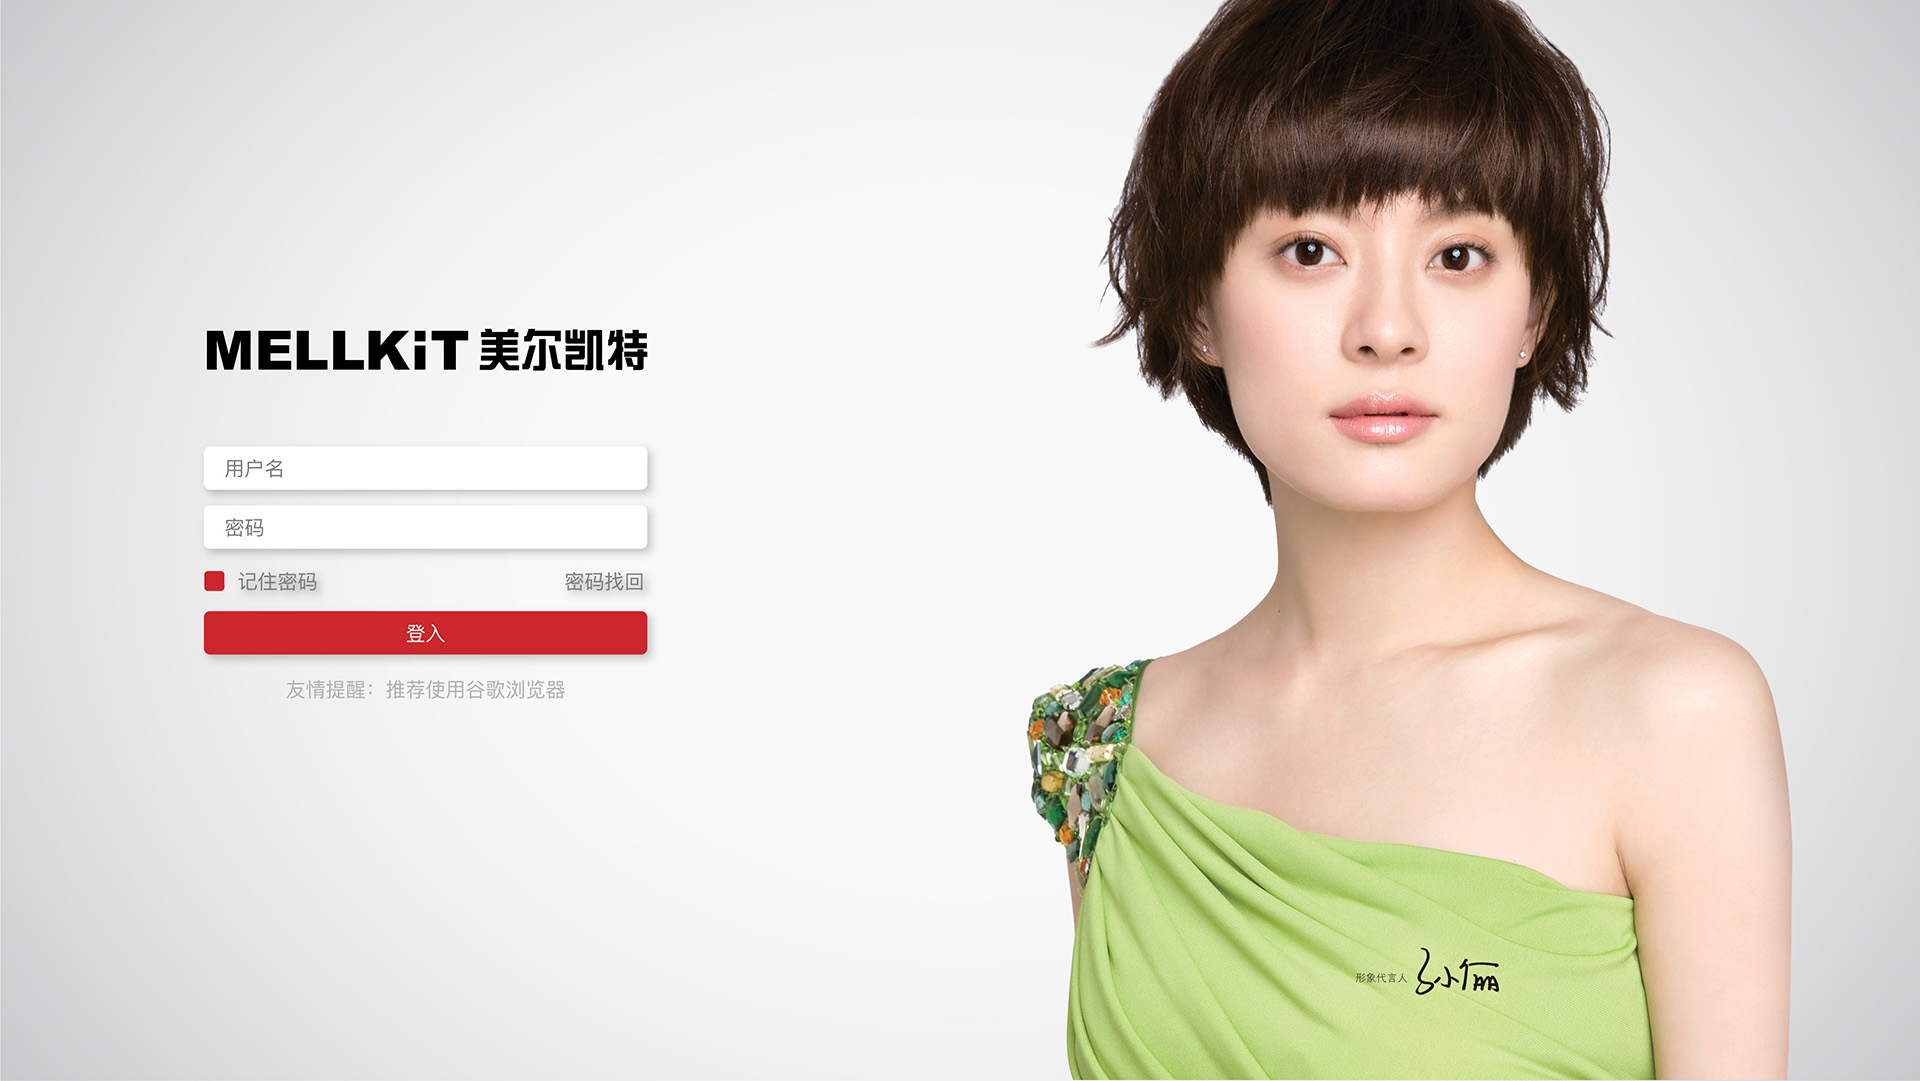 MELLKiT 美尔凯特
用户名
密码
记住密码 密码找回
登入
友情提醒：推荐使用谷歌浏览器
形象代言人 孙俪